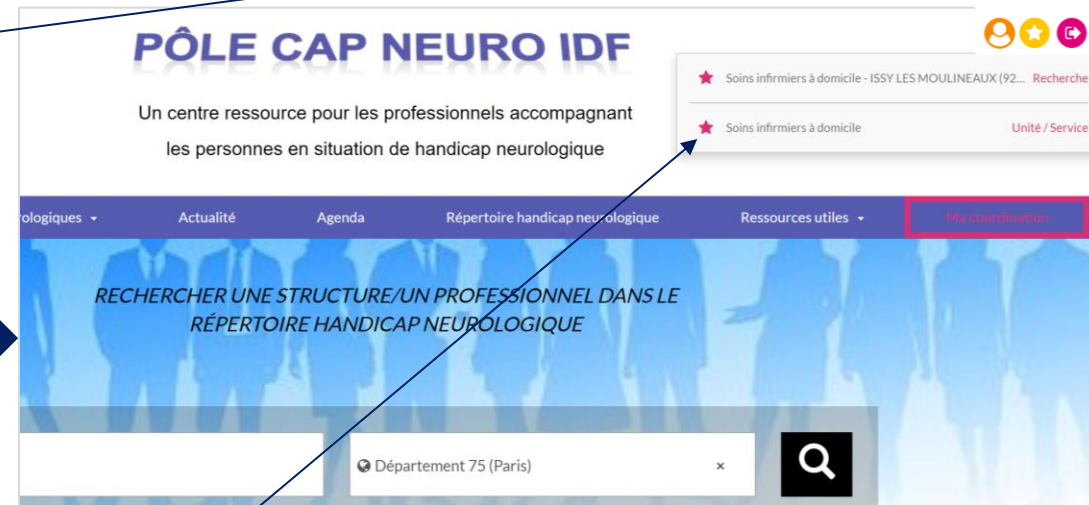 PÔLE CAP NEURO IDF
Un centre ressource pour les professionnels accompagnant
les personnes en situation de handicap neurologique
Soins infirmiers à domicile - ISSY LES MOULINEAUX (92... Recherche
Soins infirmiers à domicile Unité / Service
rologiques Actualité Agenda Répertoire handicap neurologique Ressources utiles Ma coordination
RECHERCHER UNE STRUCTURE/UN PROFESSIONNEL DANS LE
RÉPERTOIRE HANDICAP NEUROLOGIQUE
Département 75 (Paris) ×